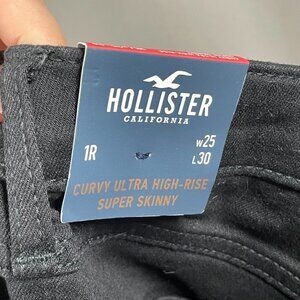 HOLLISTER
CALIFORNIA
1R
W25
L30
CURVY ULTRA HIGH-RISE
SUPER SKINNY